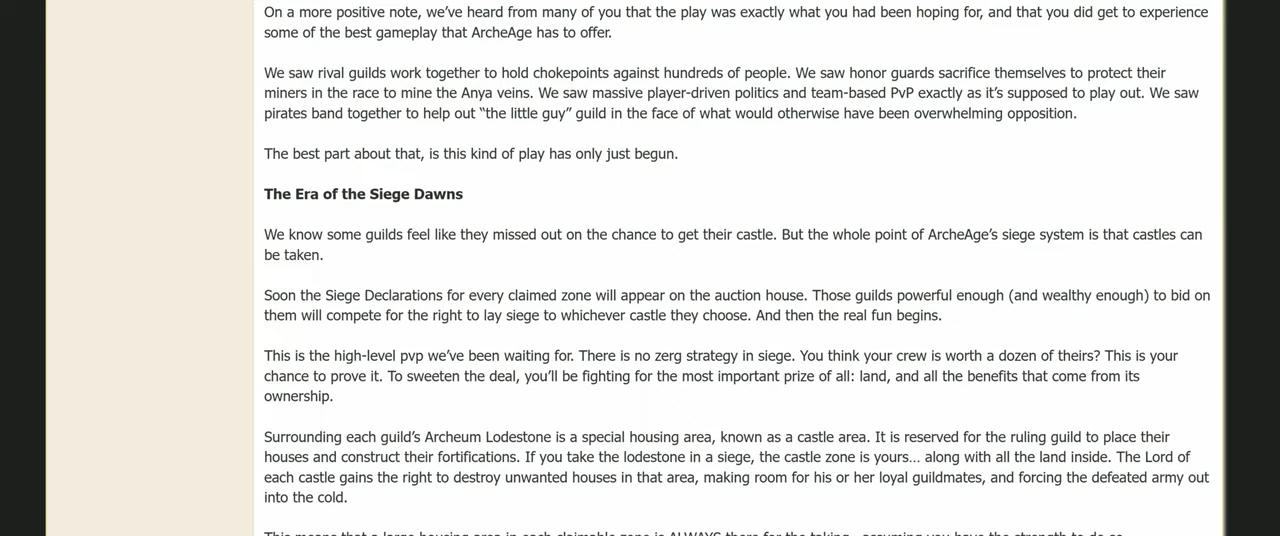 On a more positive note, we've heard from many of you that the play was exactly what you had been hoping for, and that you did get to experience
some of the best gameplay that ArcheAge has to offer.
We saw rival guilds work together to hold chokepoints against hundreds of people. We saw honor guards sacrifice themselves to protect their
miners in the race to mine the Anya veins. We saw massive player-driven politics and team-based PvP exactly as it's supposed to play out. We saw
pirates band together to help out “the little guy” guild in the face of what would otherwise have been overwhelming opposition.
The best part about that, is this kind of play has only just begun.
The Era of the Siege Dawns
We know some guilds feel like they missed out on the chance to get their castle. But the whole point of ArcheAge's siege system is that castles can
be taken.
Soon the Siege Declarations for every claimed zone will appear on the auction house. Those guilds powerful enough (and wealthy enough) to bid on
them will compete for the right to lay siege to whichever castle they choose. And then the real fun begins.
This is the high-level pvp we've been waiting for. There is no zerg strategy in siege. You think your crew is worth a dozen of theirs? This is your
chance to prove it. To sweeten the deal, you'll be fighting for the most important prize of all: land, and all the benefits that come from its
ownership.
Surrounding each guild's Archeum Lodestone is a special housing area, known as a castle area. It is reserved for the ruling guild to place their
houses and construct their fortifications. If you take the lodestone in a siege, the castle zone is yours… along with all the land inside. The Lord of
each castle gains the right to destroy unwanted houses in that area, making room for his or her loyal guildmates, and forcing the defeated army out
into the cold.
This means that a large housing area in each claimable zone is ALWAYS there for the taking